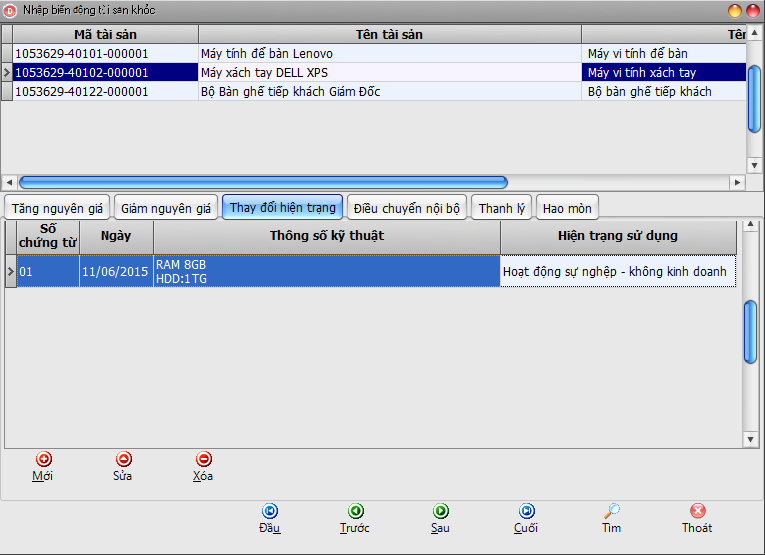 Nhập biến động tài sản khác
Mã tài sản Tên tài sản Tên
1053629-40101-000001 Máy tính để bàn Lenovo Máy vi tính để bàn
1053629-40102-000001 Máy xách tay DELL XPS Máy vi tính xách tay
1053629-40122-000001 Bộ Bàn ghế tiếp khách Giám Đốc Bộ bàn ghế tiếp khách
Tăng nguyên giá Giảm nguyên giá Thay đổi hiện trạng Điều chuyển nội bộ Thanh lý Hao mòn
Số chứng từ Ngày Thông số kỹ thuật Hiện trạng sử dụng
01 11/06/2015 RAM 8GB Hoạt động sự nghệp - không kinh doanh
HDD:1TG
Mới Sửa Xóa
Đầu Trước Sau Cuối Tìm Thoát